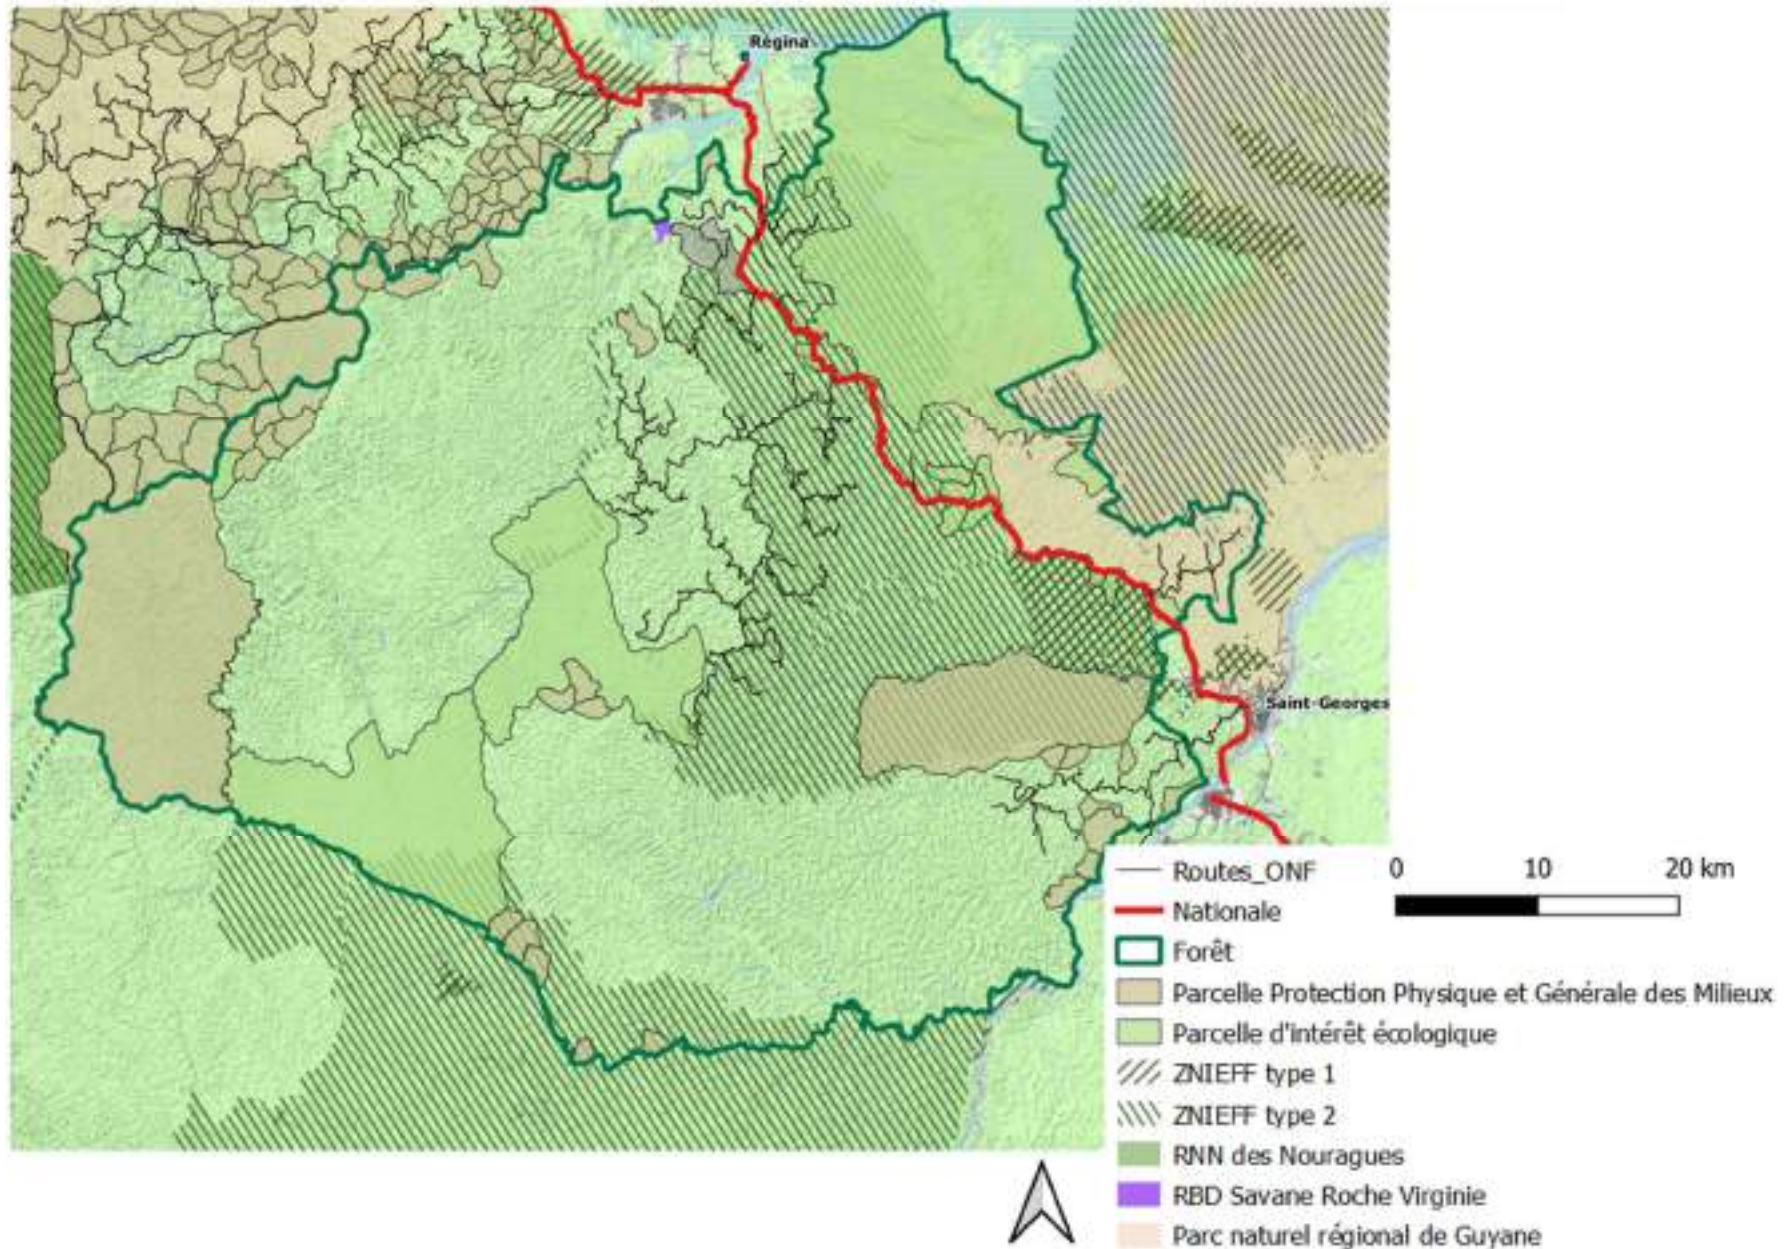 Régina
Saint-Georges
Routes_ONF
0 10 20 km
Nationale
Forêt
Parcelle Protection Physique et Générale des Milieux
Parcelle d'intérêt écologique
ZNIEFF type 1
ZNIEFF type 2
RNN des Nouragues
RBD Savane Roche Virginie
Parc naturel régional de Guyane